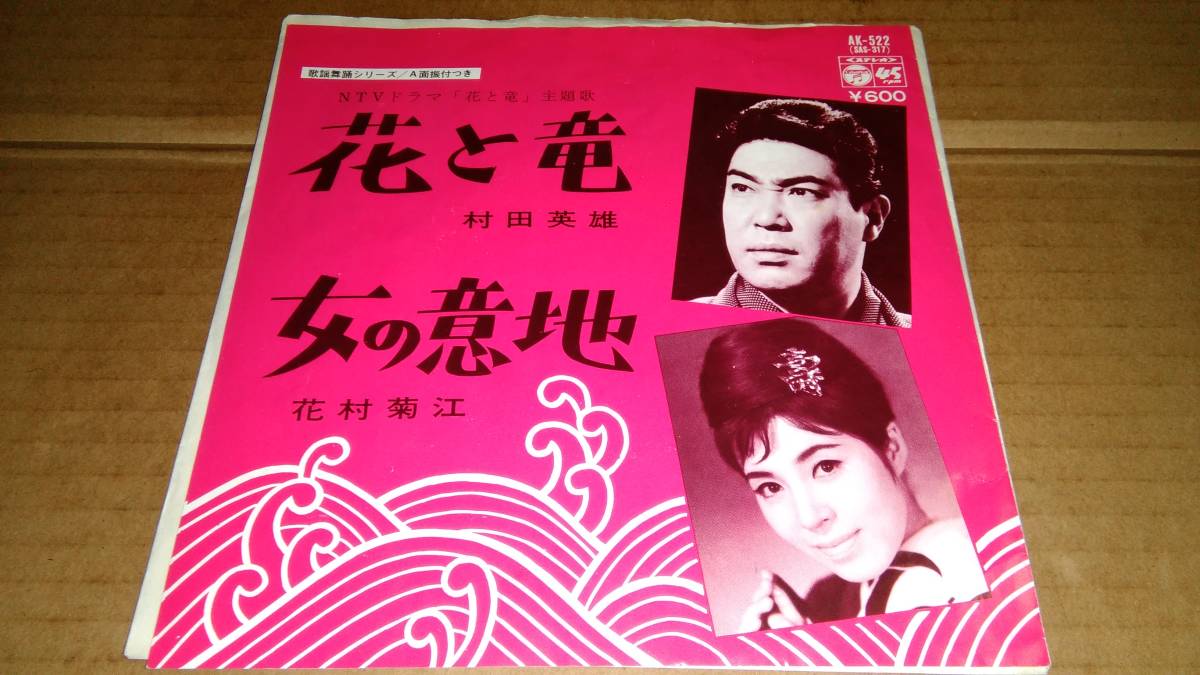 AK-522
(SAS-317)
<ステレオ>
45
rpm
¥600
歌謡舞踊シリーズ/A面振付つき
NTVドラマ「花と竜」主題歌
花と竜
村田英雄
女の意地
花村菊江